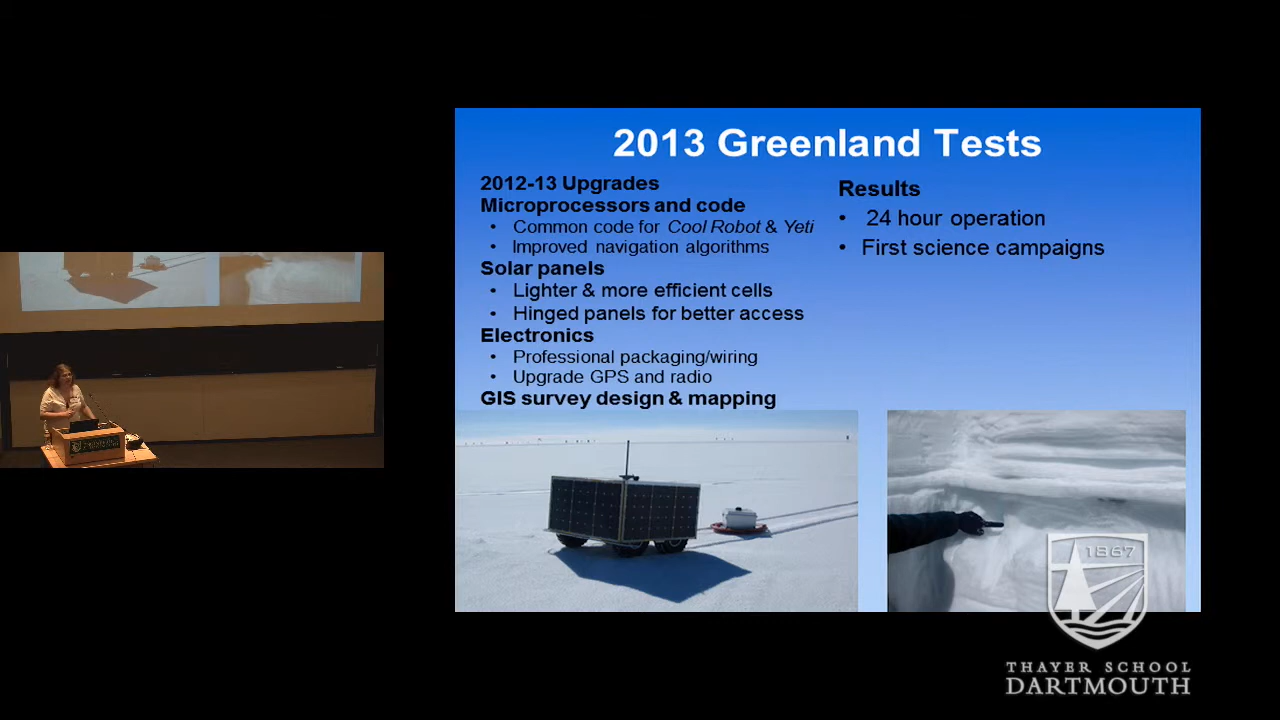 2013 Greenland Tests
2012-13 Upgrades
Microprocessors and code
• Common code for Cool Robot & Yeti
• Improved navigation algorithms
Solar panels
• Lighter & more efficient cells
• Hinged panels for better access
Electronics
• Professional packaging/wiring
• Upgrade GPS and radio
GIS survey design & mapping
Results
• 24 hour operation
• First science campaigns
1867
THAYER SCHOOL
DARTMOUTH